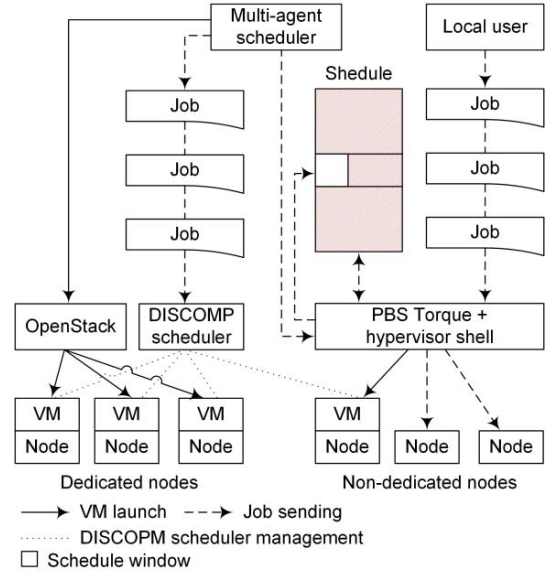 Multi-agent
scheduler
Local user
Shedule
Job
Job
Job
Job
Job
Job
OpenStack
DISCOMP
scheduler
PBS Torque +
hypervisor shell
VM
VM
VM
VM
Node
Node
Node
Node
Node
Node
Dedicated nodes
Non-dedicated nodes
VM launch
Job sending
DISCOPM scheduler management
Schedule window